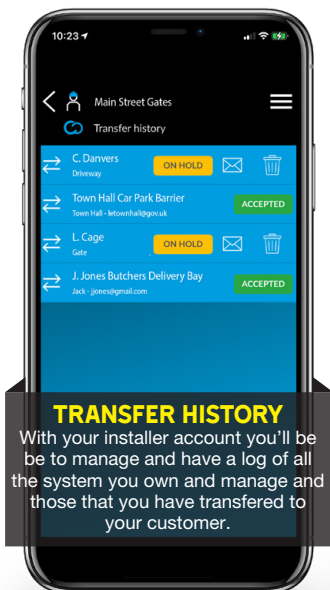 10:23
Main Street Gates
Transfer history
C. Danvers
Driveway
ON HOLD
Town Hall Car Park Barrier
Town Hall - letownhall@gov.uk
ACCEPTED
L. Cage
Gate
ON HOLD
J. Jones Butchers Delivery Bay
Jack - jjones@gmail.com
ACCEPTED
TRANSFER HISTORY
With your installer account you'll be
be to manage and have a log of all
the system you own and manage and
those that you have transfered to
your customer.